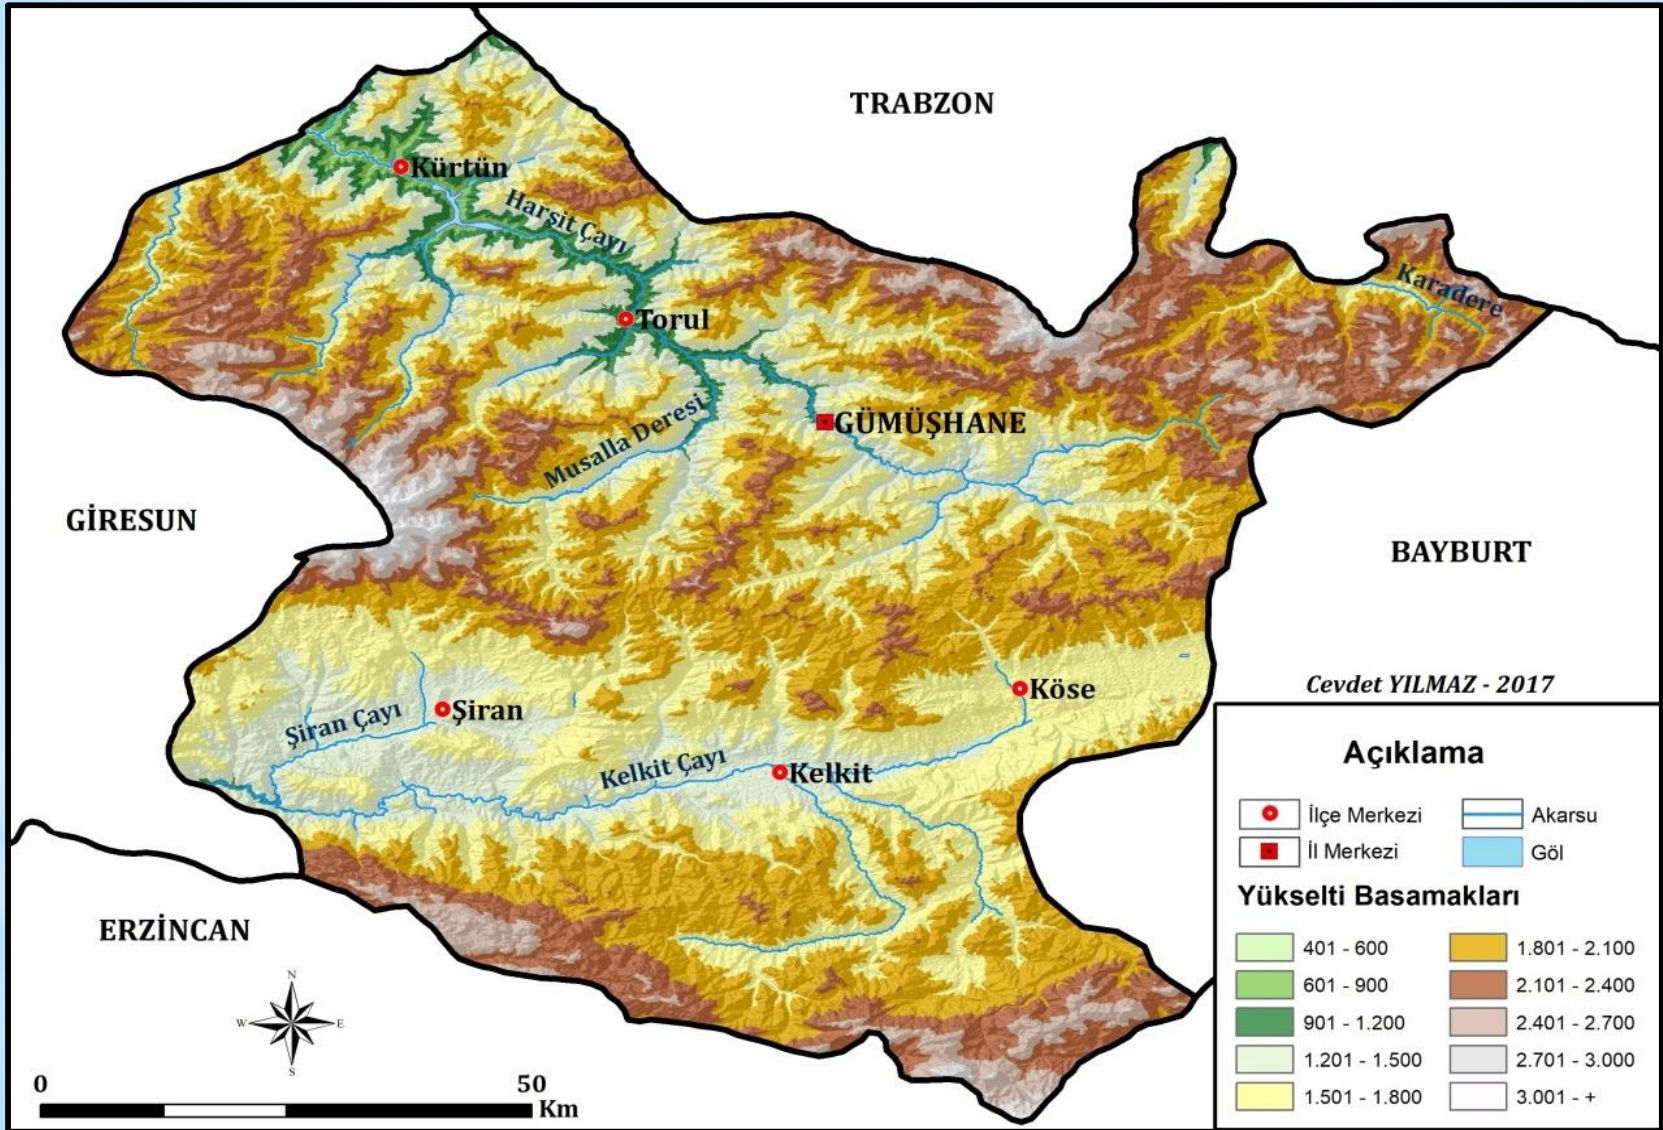 TRABZON
Kürtün
Harşit Çayı
Karadere
Torul
Musalla Deresi
GÜMÜŞHANE
GİRESUN
BAYBURT
Köse
Cevdet YILMAZ - 2017
Şiran
Şiran Çayı
Kelkit Çayı
Kelkit
ERZİNCAN
N
W
E
S
0
50
Km
Açıklama
İlçe Merkezi
Akarsu
İl Merkezi
Göl
Yükselti Basamakları
401 - 600
1.801 - 2.100
601 - 900
2.101 - 2.400
901 - 1.200
2.401 - 2.700
1.201 - 1.500
2.701 - 3.000
1.501 - 1.800
3.001 - +